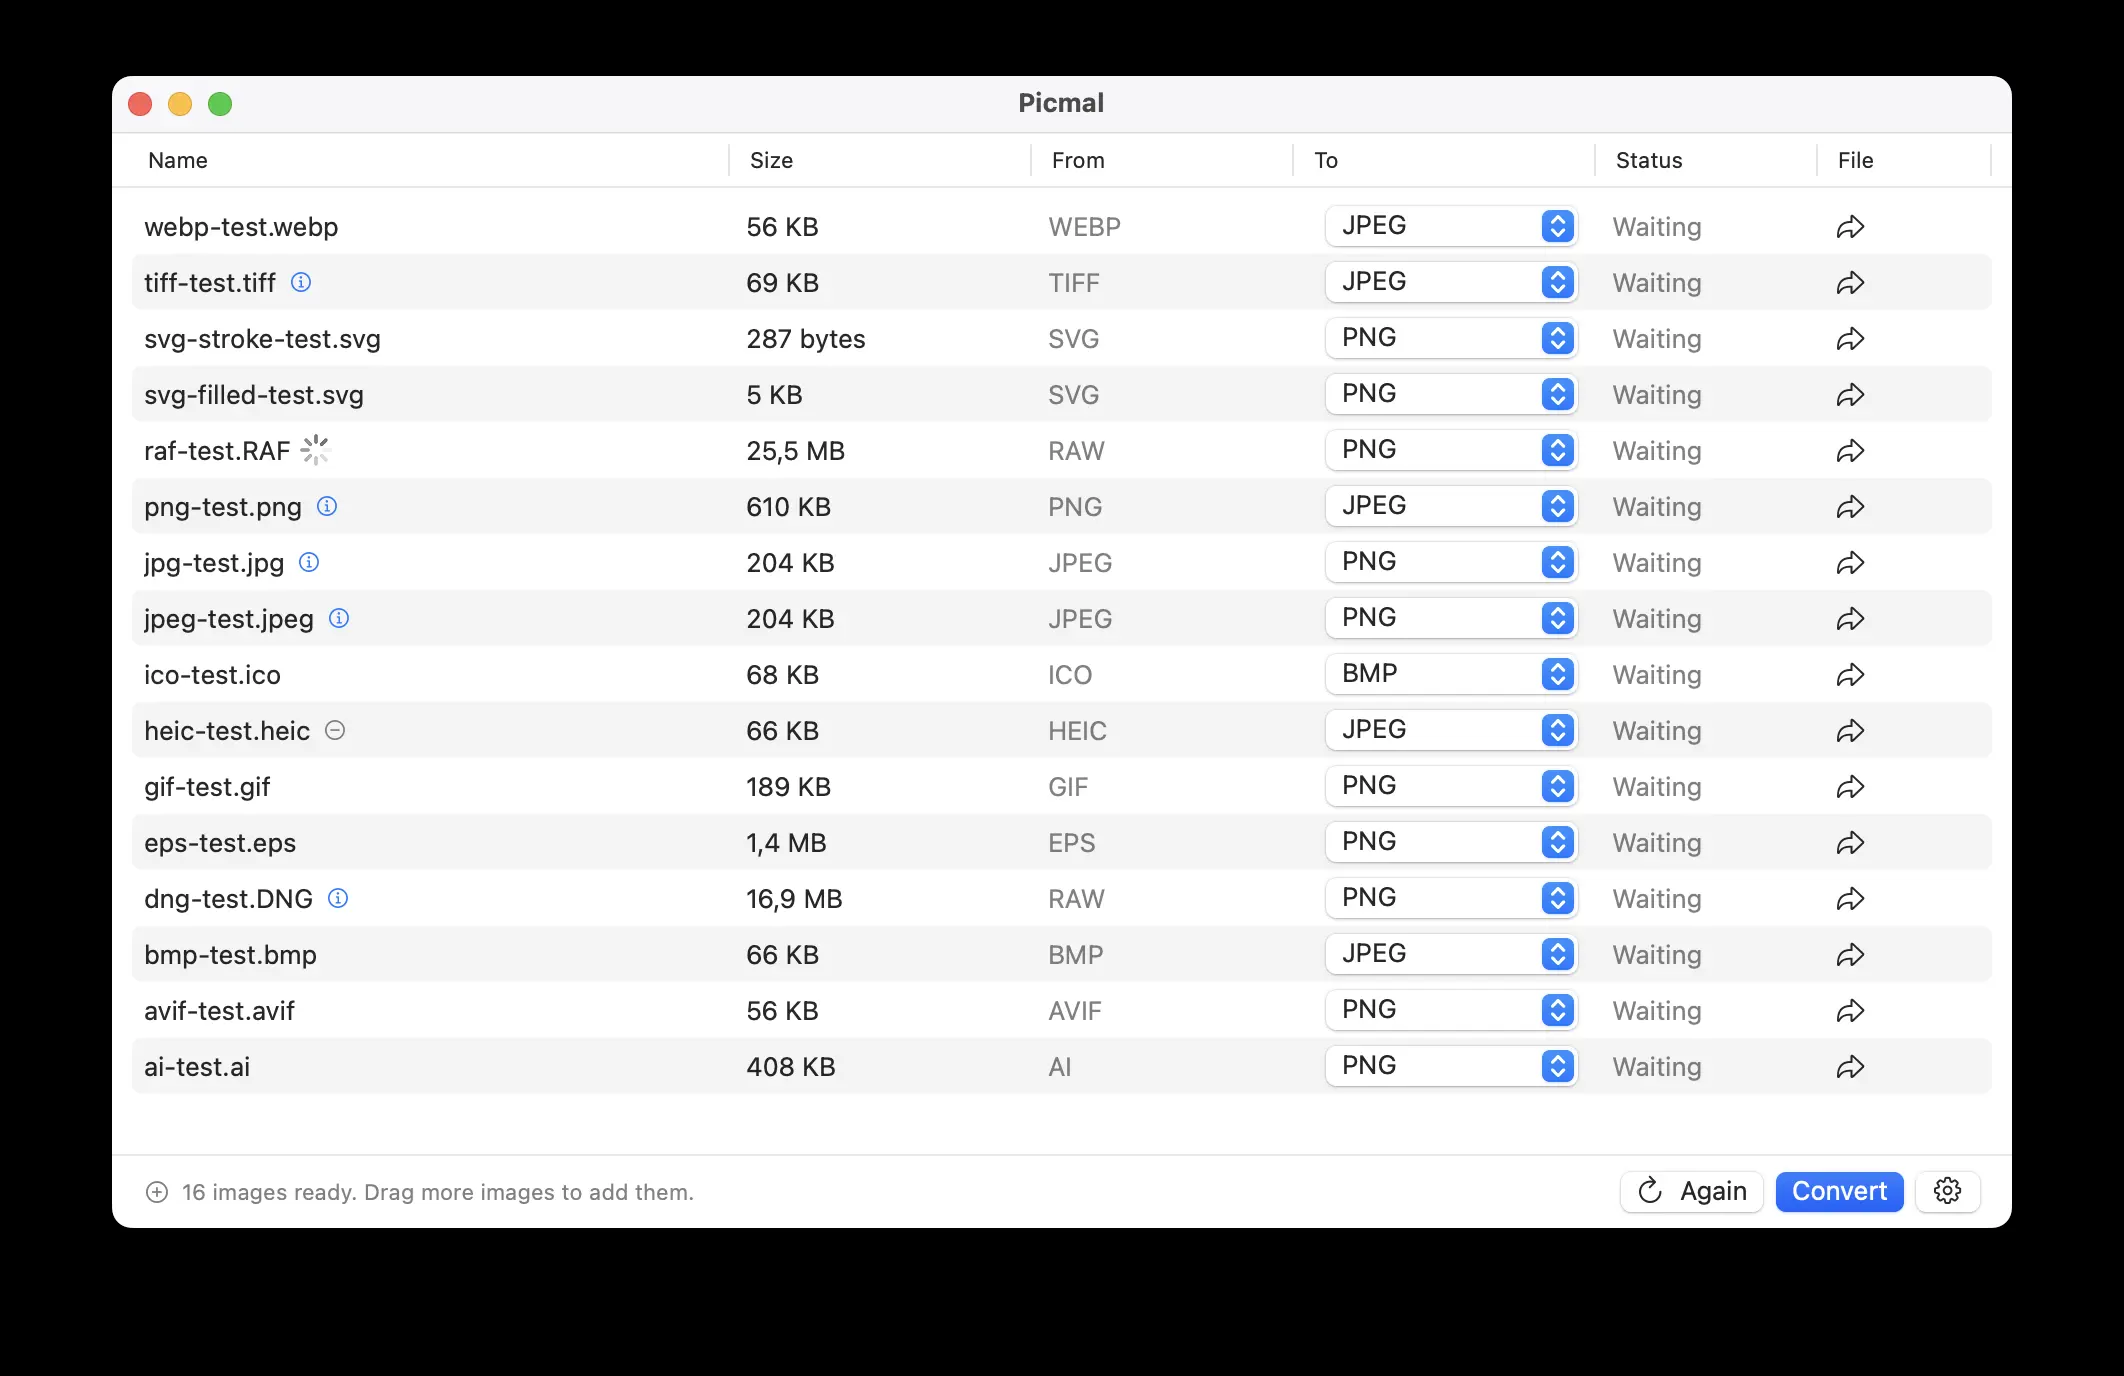 Picmal
Name Size From To Status File
webp-test.webp 56 KB WEBP JPEG Waiting
tiff-test.tiff 69 KB TIFF JPEG Waiting
svg-stroke-test.svg 287 bytes SVG PNG Waiting
svg-filled-test.svg 5 KB SVG PNG Waiting
raf-test.RAF 25,5 MB RAW PNG Waiting
png-test.png 610 KB PNG JPEG Waiting
jpg-test.jpg 204 KB JPEG PNG Waiting
jpeg-test.jpeg 204 KB JPEG PNG Waiting
ico-test.ico 68 KB ICO BMP Waiting
heic-test.heic 66 KB HEIC JPEG Waiting
gif-test.gif 189 KB GIF PNG Waiting
eps-test.eps 1,4 MB EPS PNG Waiting
dng-test.DNG 16,9 MB RAW PNG Waiting
bmp-test.bmp 66 KB BMP JPEG Waiting
avif-test.avif 56 KB AVIF PNG Waiting
ai-test.ai 408 KB AI PNG Waiting
16 images ready. Drag more images to add them. Again Convert